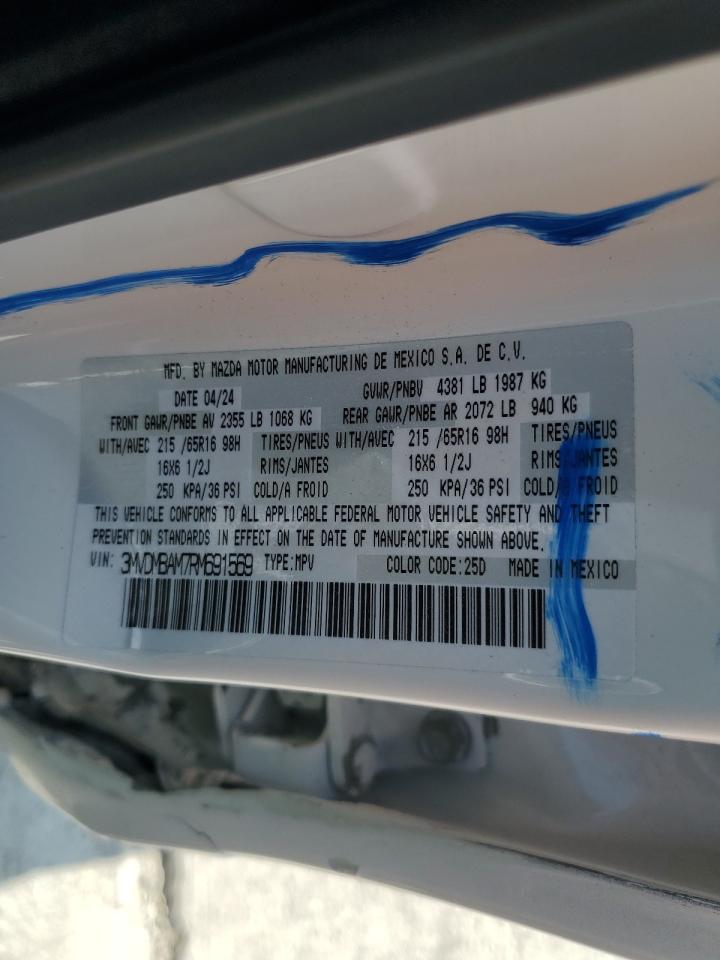 MFD. BY MAZDA MOTOR MANUFACTURING DE MEXICO S.A. DE C.V.
DATE 04/24 GVWR/PNBV 4381 LB 1987 KG
FRONT GAWR/PNBE AV 2355 LB 1068 KG REAR GAWR/PNBE AR 2072 LB 940 KG
WITH/AVEC 215 /65R16 98H TIRES/PNEUS WITH/AVEC 215 /65R16 98H TIRES/PNEUS
16X6 1/2J RIMS/JANTES 16X6 1/2J RIMS/JANTES
250 KPA/36 PSI COLD/A FROID 250 KPA/36 PSI COLD/A FROID
THIS VEHICLE CONFORMS TO ALL APPLICABLE FEDERAL MOTOR VEHICLE SAFETY AND THEFT
PREVENTION STANDARDS IN EFFECT ON THE DATE OF MANUFACTURE SHOWN ABOVE.
VIN: 3MVDMBAM7RM691569 TYPE:MPV COLOR CODE:25D MADE IN MEXICO